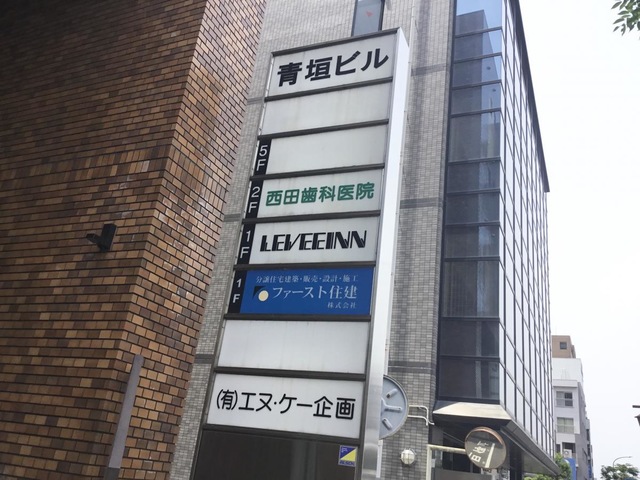 青垣ビル
5F
2F 西田歯科医院
1F LEVEEINN
1F 分譲住宅建築・販売・設計・施工
ファースト住建
株式会社
(有)エヌ・ケー企画